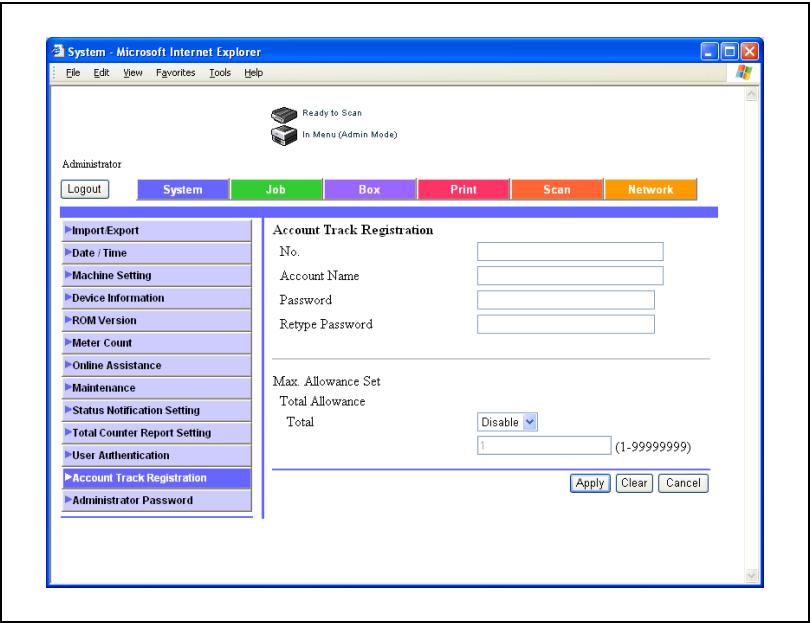 System - Microsoft Internet Explorer
File Edit View Favorites Tools Help
Ready to Scan
In Menu (Admin Mode)
Administrator
Logout System Job Box Print Scan Network
Import/Export
Date / Time
Machine Setting
Device Information
ROM Version
Meter Count
Online Assistance
Maintenance
Status Notification Setting
Total Counter Report Setting
User Authentication
Account Track Registration
Administrator Password
Account Track Registration
No.
Account Name
Password
Retype Password
Max. Allowance Set
Total Allowance
Total Disable
1 (1-99999999)
Apply Clear Cancel